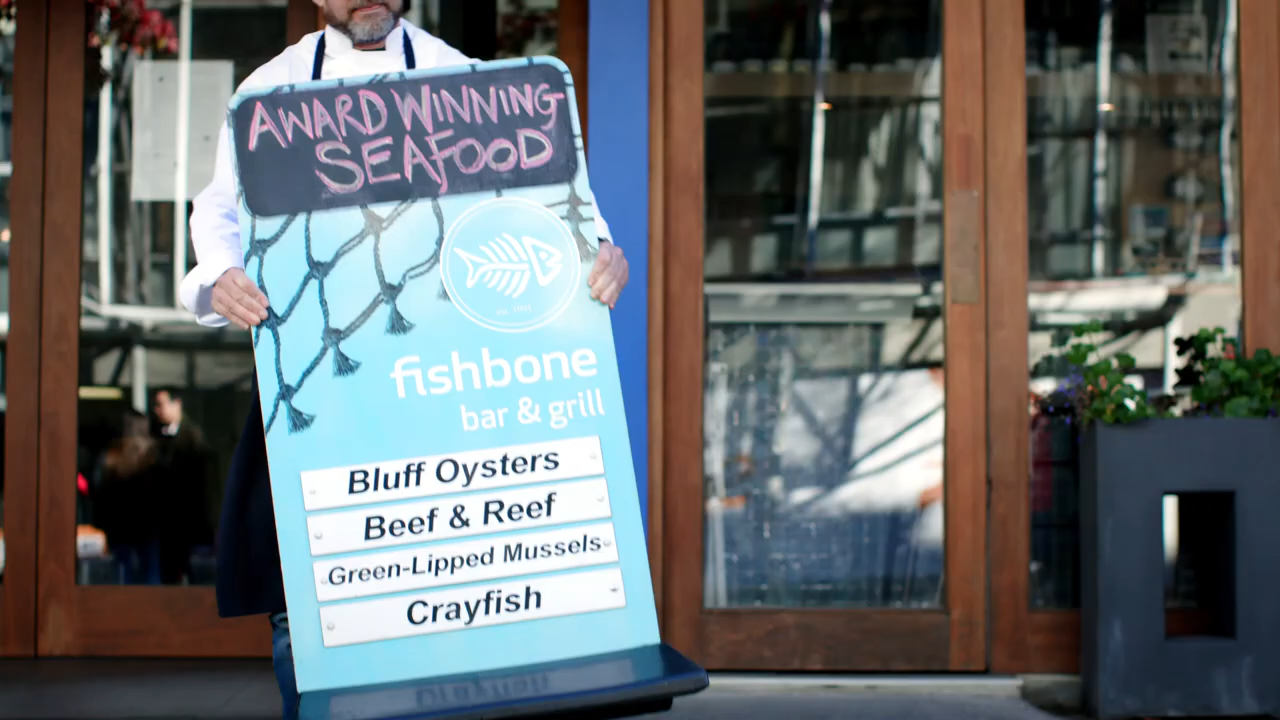 AWARD WINNING
SEAFOOD
fishbone
bar & grill
Bluff Oysters
Beef & Reef
Green-Lipped Mussels
Crayfish